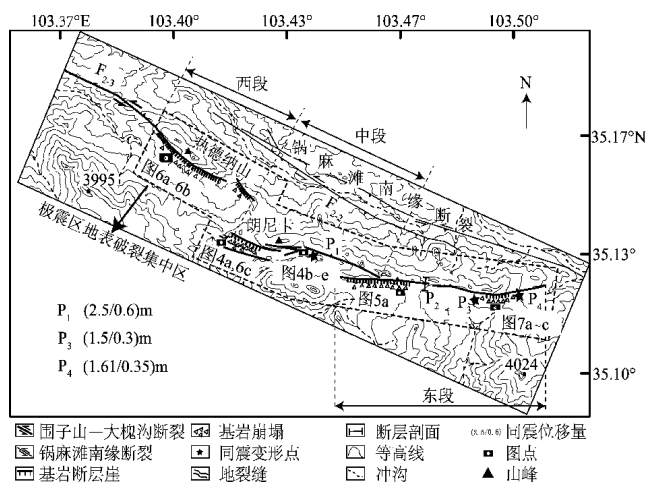 103.37°E 103.40° 103.43° 103.47° 103.50°
35.17°N
35.13°
35.10°
N
西段
中段
东段
F2-3
F2-2
锅麻滩南缘断裂
热德纳山
3995
图6a~6b
极震区地表破裂集中区
朗尼卜
P1
图4a,6c
图4b~e
图5a
P2
P3
P4
图7a~c
4024
P1 (2.5/0.6)m
P3 (1.5/0.3)m
P4 (1.61/0.35)m
围子山—大槐沟断裂 基岩崩塌 断层剖面 (2.5/0.6) 同震位移量
锅麻滩南缘断裂 同震变形点 等高线 图点
基岩断层崖 地裂缝 冲沟 山峰